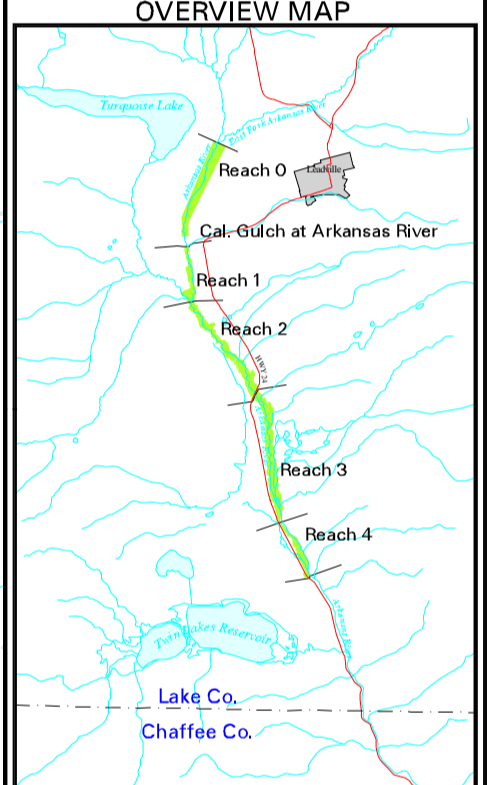 OVERVIEW MAP
Turquoise Lake
East Fork Arkansas River
Arkansas River
Reach 0
Leadville
Cal. Gulch at Arkansas River
Reach 1
Reach 2
HWY 24
Reach 3
Reach 4
Twin Lakes Reservoir
Arkansas River
Lake Co.
Chaffee Co.